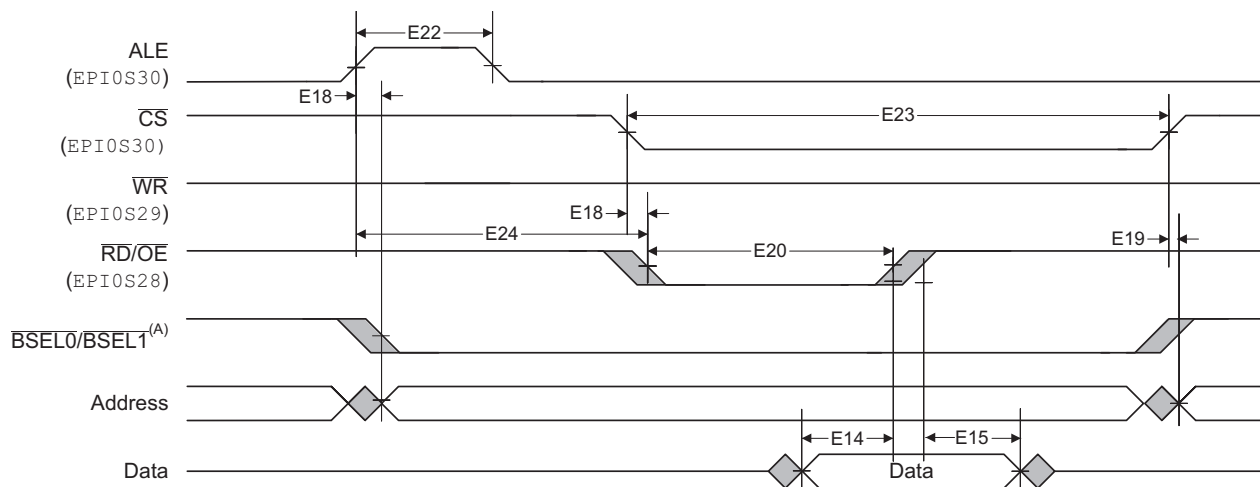 E22
ALE
(EPI0S30)
E18
CS
E23
(EPI0S30)
WR
(EPI0S29)
E18
E24
E19
RD/OE
E20
(EPI0S28)
BSEL0/BSEL1(A)
Address
E14
E15
Data
Data